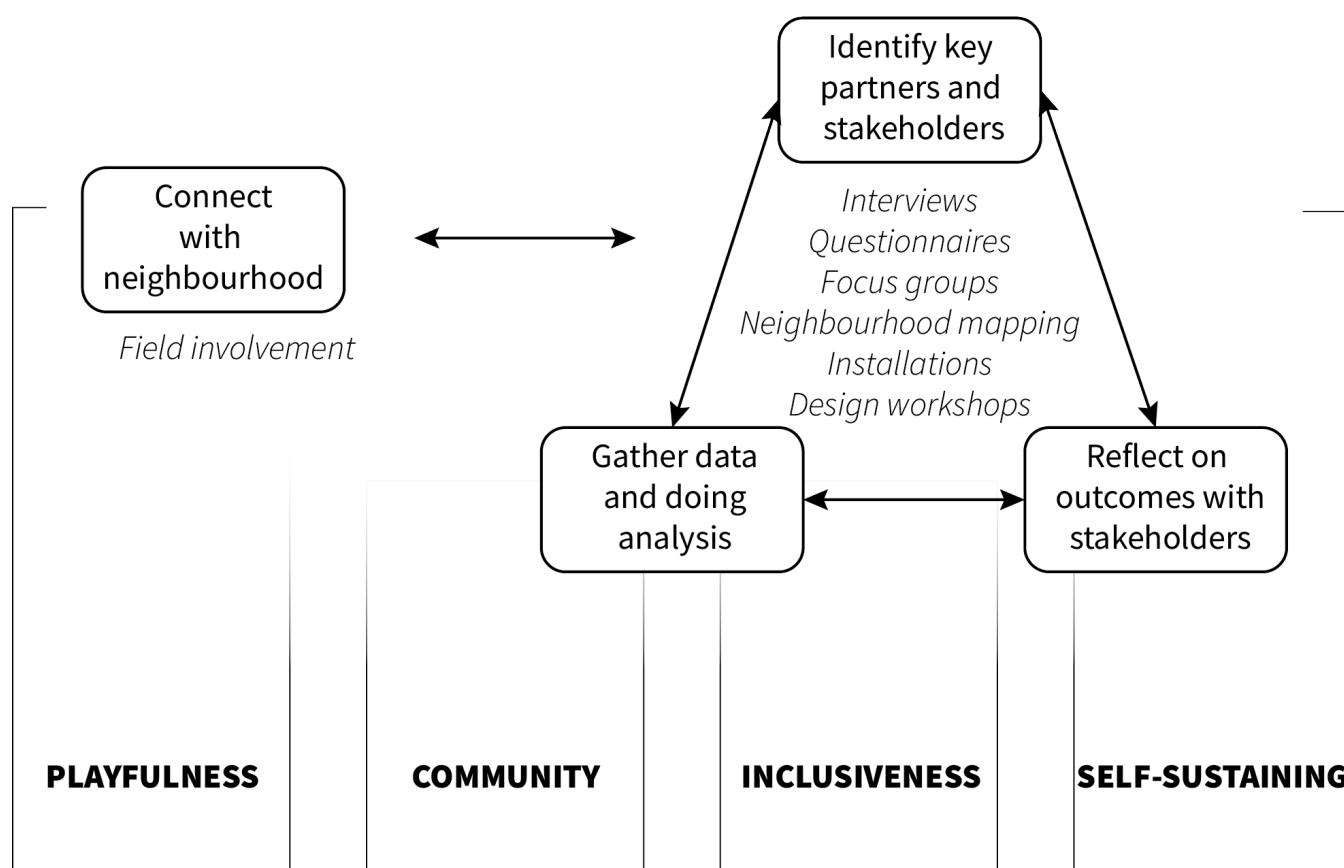 Identify key
partners and
stakeholders
Connect
with
neighbourhood
Field involvement
Interviews
Questionnaires
Focus groups
Neighbourhood mapping
Installations
Design workshops
Gather data
and doing
analysis
Reflect on
outcomes with
stakeholders
PLAYFULNESS
COMMUNITY
INCLUSIVENESS
SELF-SUSTAINING